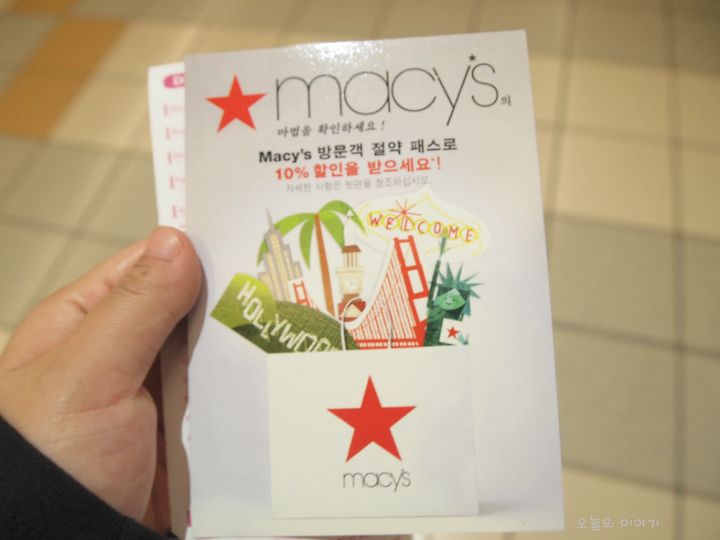 macy's의
마법을 확인하세요 !
Macy's 방문객 절약 패스로
10% 할인을 받으세요*!
자세한 사항은 뒷면을 참조하십시오.
WELCOME
HOLLYWOOD
macy's
오늘의 이야기